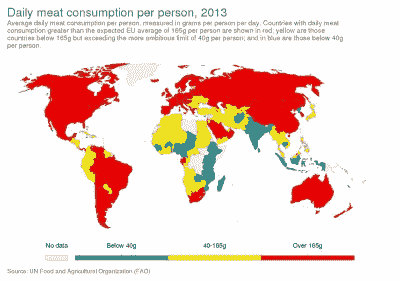 Daily meat consumption per person, 2013
Average daily meat consumption per person, measured in grams per person per day. Countries with daily meat
consumption greater than the expected EU average of 165g per person are shown in red; yellow are those
countries below 165g but exceeding the more ambitious limit of 40g per person; and in blue are those below 40g
per person.
No data
Below 40g
40-165g
Over 165g
Source: UN Food and Agricultural Organization (FAO)